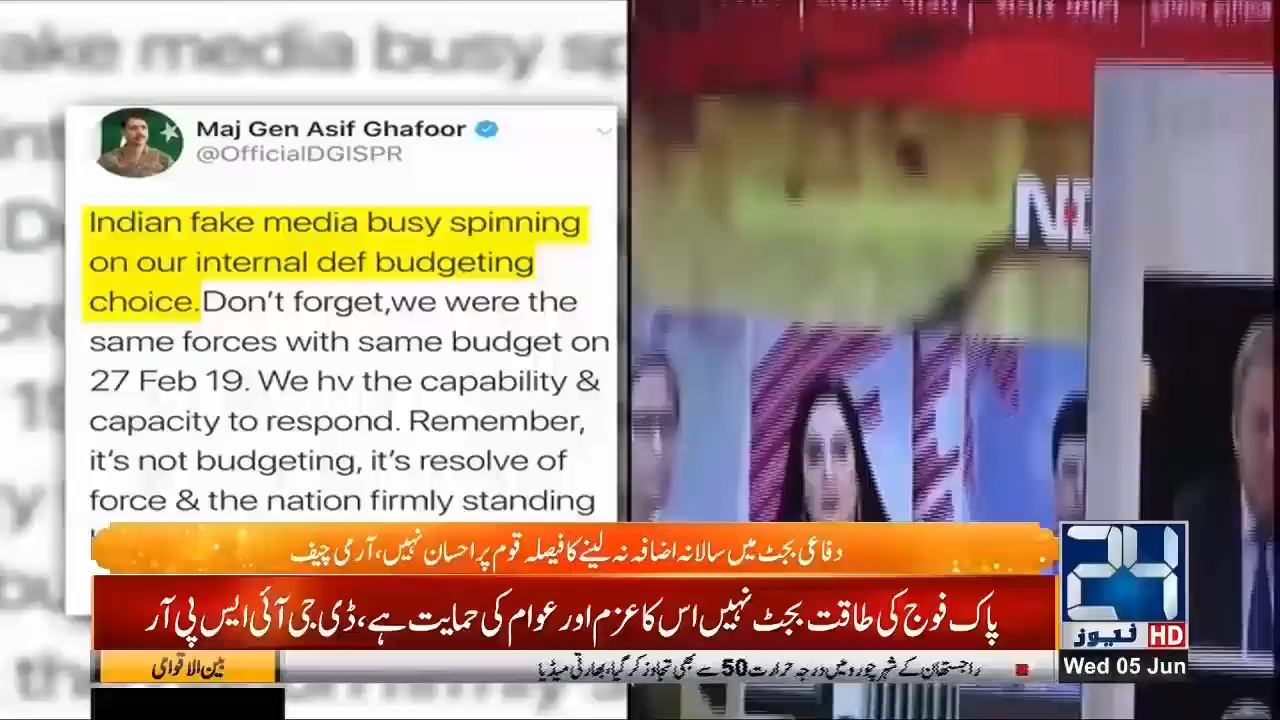 Maj Gen Asif Ghafoor
@OfficialDGISPR
Indian fake media busy spinning
on our internal def budgeting
choice.Don't forget,we were the
same forces with same budget on
27 Feb 19. We hv the capability &
capacity to respond. Remember,
it's not budgeting, it's resolve of
force & the nation firmly standing
دفاعی بجٹ میں سالانہ اضافہ نہ لینے کا فیصلہ قوم پر احسان نہیں، آرمی چیف
پاک فوج کی طاقت بجٹ نہیں اس کا عزم اور عوام کی حمایت ہے، ڈی جی آئی ایس پی آر
24
نیوز HD
بین الاقوامی
راجستھان کے شہر چورو میں درجہ حرارت 50 سے بھی تجاوز کر گیا، بھارتی میڈیا
Wed 05 Jun